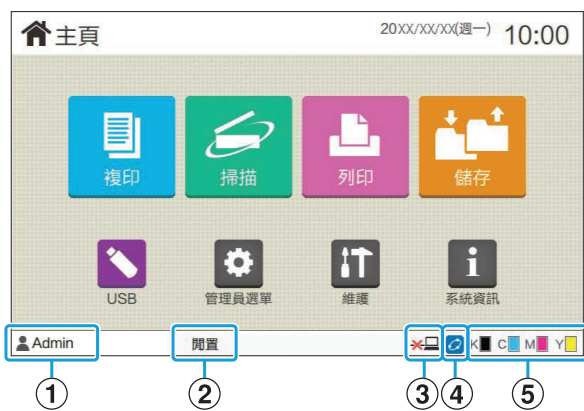 主頁 20XX/XX/XX(週一) 10:00
複印 掃描 列印 儲存
USB 管理員選單 維護 系統資訊
Admin 閒置 K C M Y
1 2 3 4 5